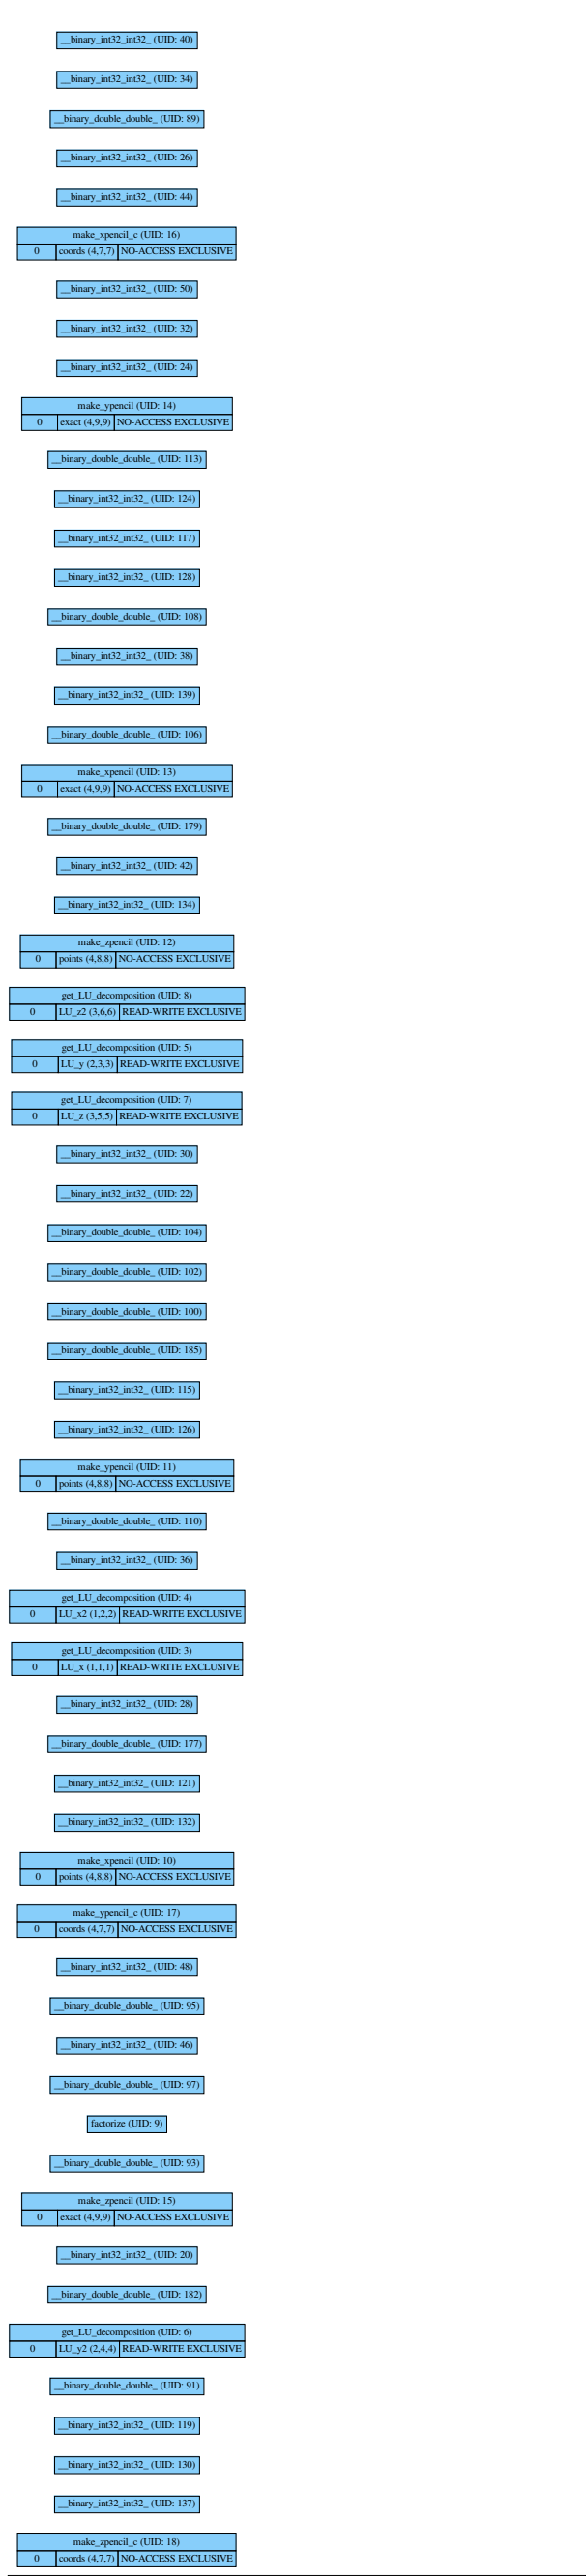 __binary_int32_int32_ (UID: 40)
__binary_int32_int32_ (UID: 34)
__binary_double_double_ (UID: 89)
__binary_int32_int32_ (UID: 26)
__binary_int32_int32_ (UID: 44)
make_xpencil_c (UID: 16)
0 coords (4,7,7) NO-ACCESS EXCLUSIVE
__binary_int32_int32_ (UID: 50)
__binary_int32_int32_ (UID: 32)
__binary_int32_int32_ (UID: 24)
make_ypencil (UID: 14)
0 exact (4,9,9) NO-ACCESS EXCLUSIVE
__binary_double_double_ (UID: 113)
__binary_int32_int32_ (UID: 124)
__binary_int32_int32_ (UID: 117)
__binary_int32_int32_ (UID: 128)
__binary_double_double_ (UID: 108)
__binary_int32_int32_ (UID: 38)
__binary_int32_int32_ (UID: 139)
__binary_double_double_ (UID: 106)
make_xpencil (UID: 13)
0 exact (4,9,9) NO-ACCESS EXCLUSIVE
__binary_double_double_ (UID: 179)
__binary_int32_int32_ (UID: 42)
__binary_int32_int32_ (UID: 134)
make_zpencil (UID: 12)
0 points (4,8,8) NO-ACCESS EXCLUSIVE
get_LU_decomposition (UID: 8)
0 LU_z2 (3,6,6) READ-WRITE EXCLUSIVE
get_LU_decomposition (UID: 5)
0 LU_y (2,3,3) READ-WRITE EXCLUSIVE
get_LU_decomposition (UID: 7)
0 LU_z (3,5,5) READ-WRITE EXCLUSIVE
__binary_int32_int32_ (UID: 30)
__binary_int32_int32_ (UID: 22)
__binary_double_double_ (UID: 104)
__binary_double_double_ (UID: 102)
__binary_double_double_ (UID: 100)
__binary_double_double_ (UID: 185)
__binary_int32_int32_ (UID: 115)
__binary_int32_int32_ (UID: 126)
make_ypencil (UID: 11)
0 points (4,8,8) NO-ACCESS EXCLUSIVE
__binary_double_double_ (UID: 110)
__binary_int32_int32_ (UID: 36)
get_LU_decomposition (UID: 4)
0 LU_x2 (1,2,2) READ-WRITE EXCLUSIVE
get_LU_decomposition (UID: 3)
0 LU_x (1,1,1) READ-WRITE EXCLUSIVE
__binary_int32_int32_ (UID: 28)
__binary_double_double_ (UID: 177)
__binary_int32_int32_ (UID: 121)
__binary_int32_int32_ (UID: 132)
make_xpencil (UID: 10)
0 points (4,8,8) NO-ACCESS EXCLUSIVE
make_ypencil_c (UID: 17)
0 coords (4,7,7) NO-ACCESS EXCLUSIVE
__binary_int32_int32_ (UID: 48)
__binary_double_double_ (UID: 95)
__binary_int32_int32_ (UID: 46)
__binary_double_double_ (UID: 97)
factorize (UID: 9)
__binary_double_double_ (UID: 93)
make_zpencil (UID: 15)
0 exact (4,9,9) NO-ACCESS EXCLUSIVE
__binary_int32_int32_ (UID: 20)
__binary_double_double_ (UID: 182)
get_LU_decomposition (UID: 6)
0 LU_y2 (2,4,4) READ-WRITE EXCLUSIVE
__binary_double_double_ (UID: 91)
__binary_int32_int32_ (UID: 119)
__binary_int32_int32_ (UID: 130)
__binary_int32_int32_ (UID: 137)
make_zpencil_c (UID: 18)
0 coords (4,7,7) NO-ACCESS EXCLUSIVE